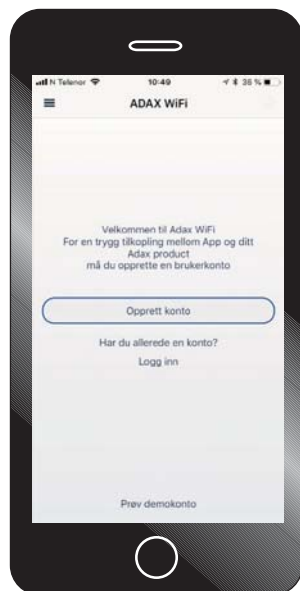 N Telenor 10:49 36 %
ADAX WiFi
Velkommen til Adax WiFi
For en trygg tilkopling mellom App og ditt
Adax product
må du opprette en brukerkonto
Opprett konto
Har du allerede en konto?
Logg inn
Prøv demokonto